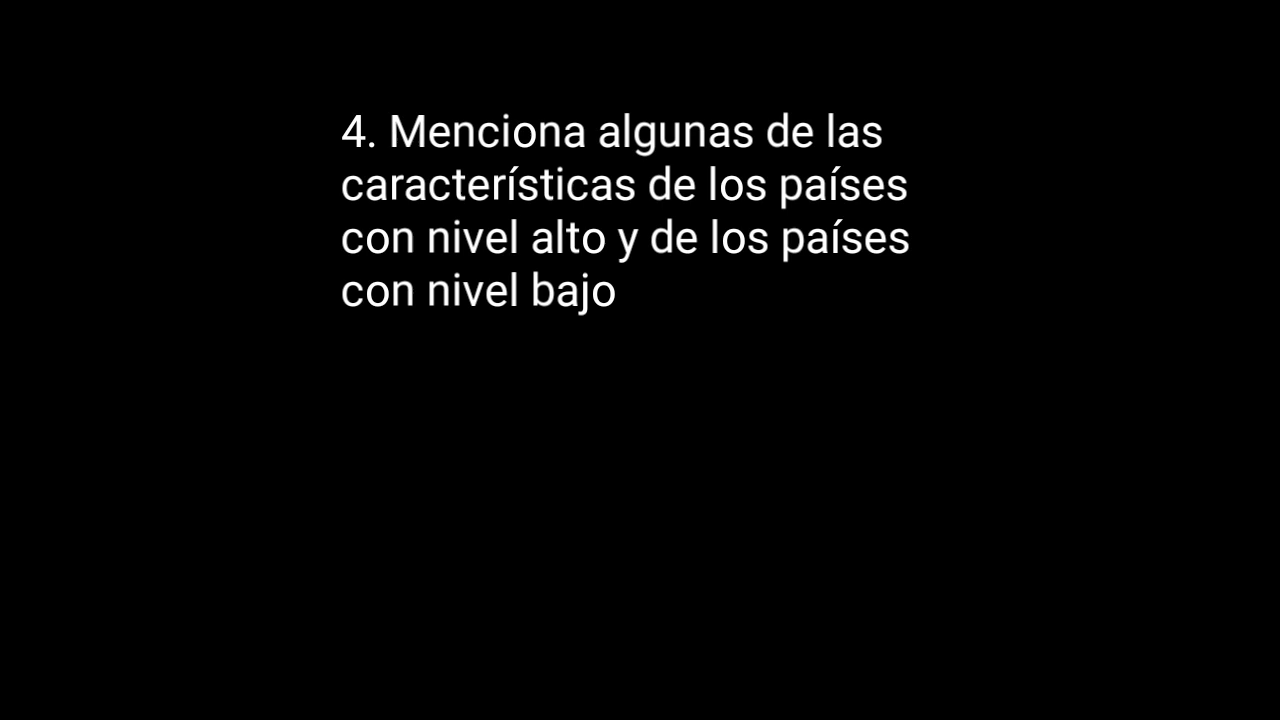 4. Menciona algunas de las
características de los países
con nivel alto y de los países
con nivel bajo